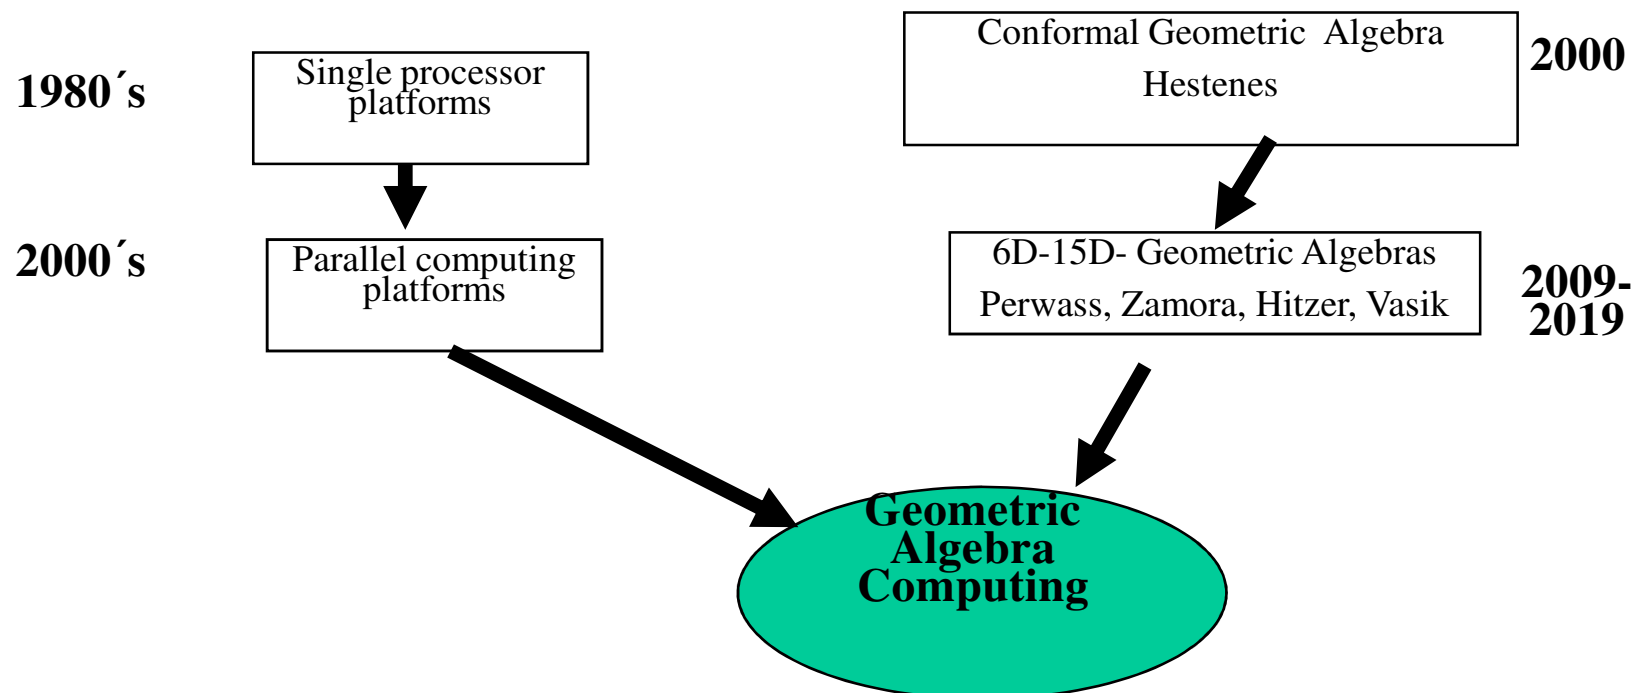 1980´s
Single processor
platforms
Conformal Geometric Algebra
Hestenes
2000
2000´s
Parallel computing
platforms
6D-15D- Geometric Algebras
Perwass, Zamora, Hitzer, Vasik
2009-
2019
Geometric
Algebra
Computing